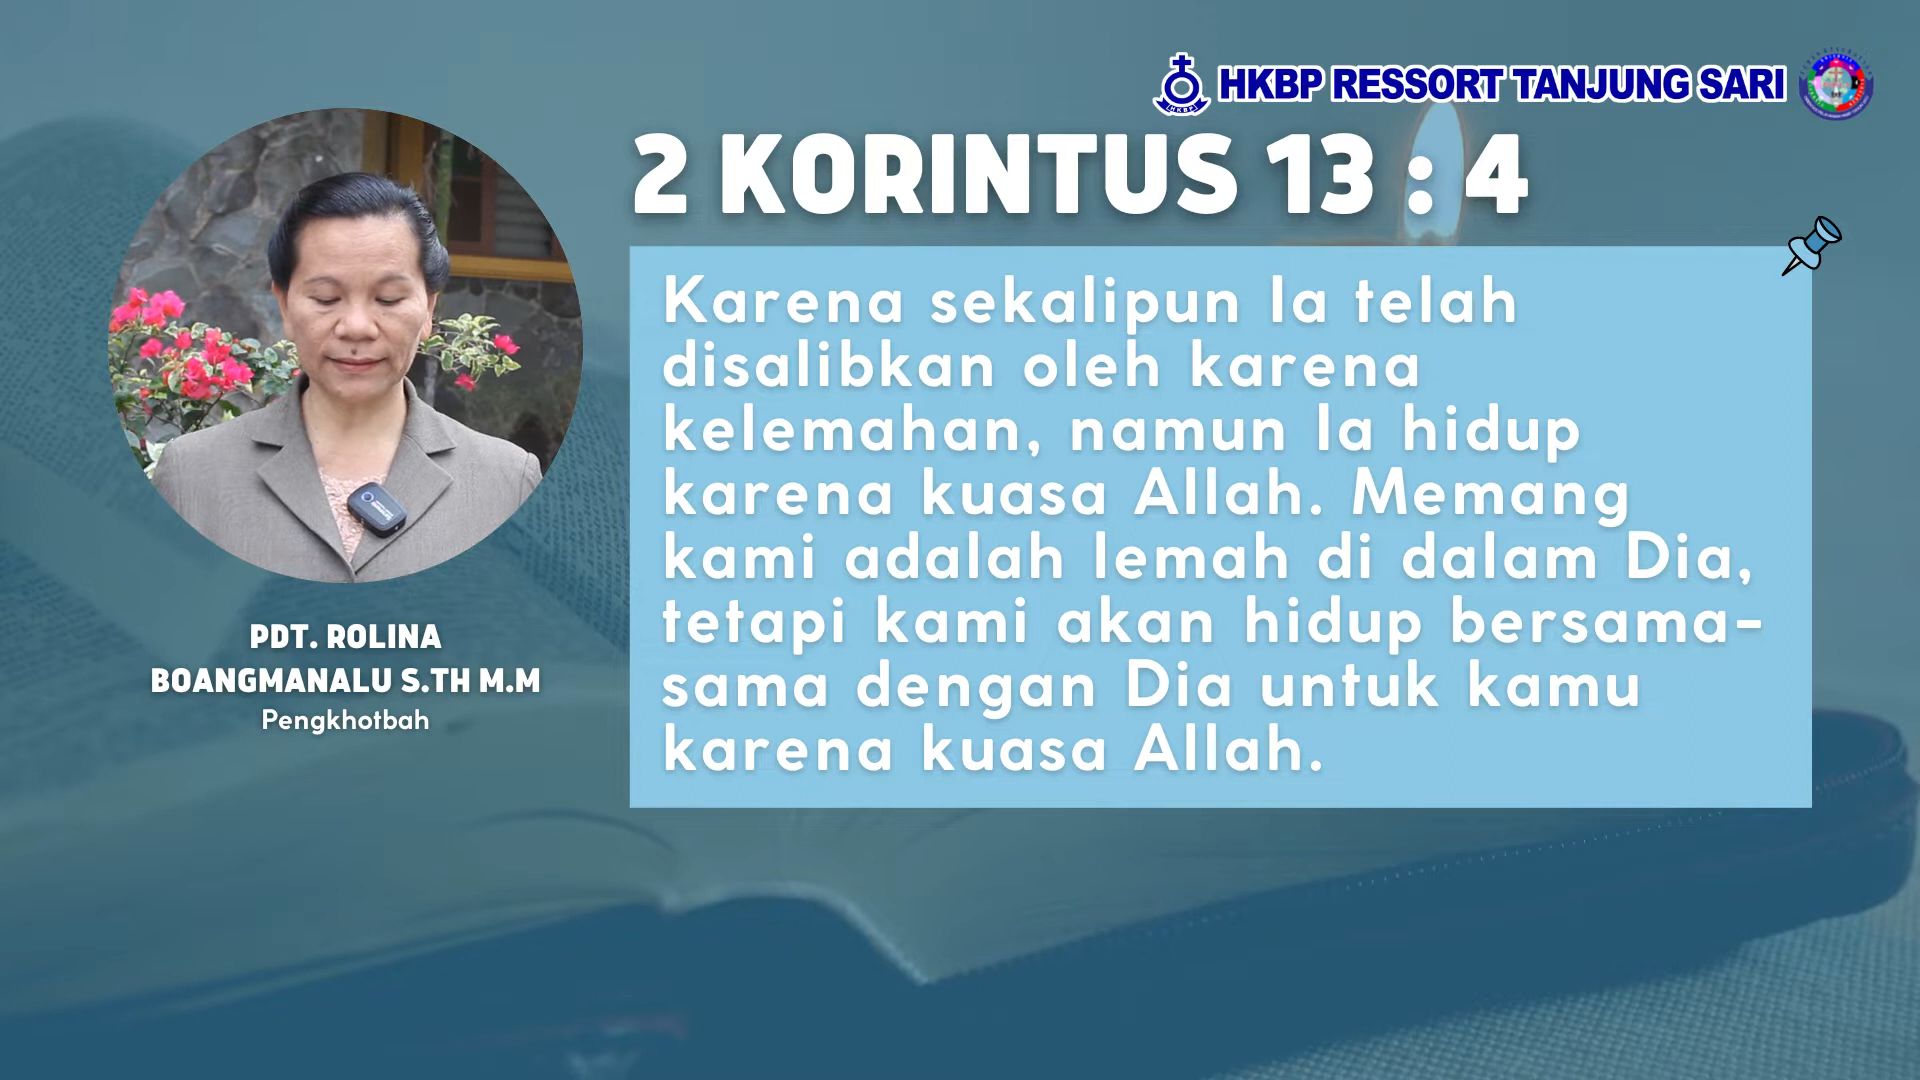 HKBP RESSORT TANJUNG SARI
HKBP
2 KORINTUS 13 : 4
Karena sekalipun Ia telah
disalibkan oleh karena
kelemahan, namun Ia hidup
karena kuasa Allah. Memang
kami adalah lemah di dalam Dia,
tetapi kami akan hidup bersama-
sama dengan Dia untuk kamu
karena kuasa Allah.
PDT. ROLINA
BOANGMANALU S.TH M.M
Pengkhotbah